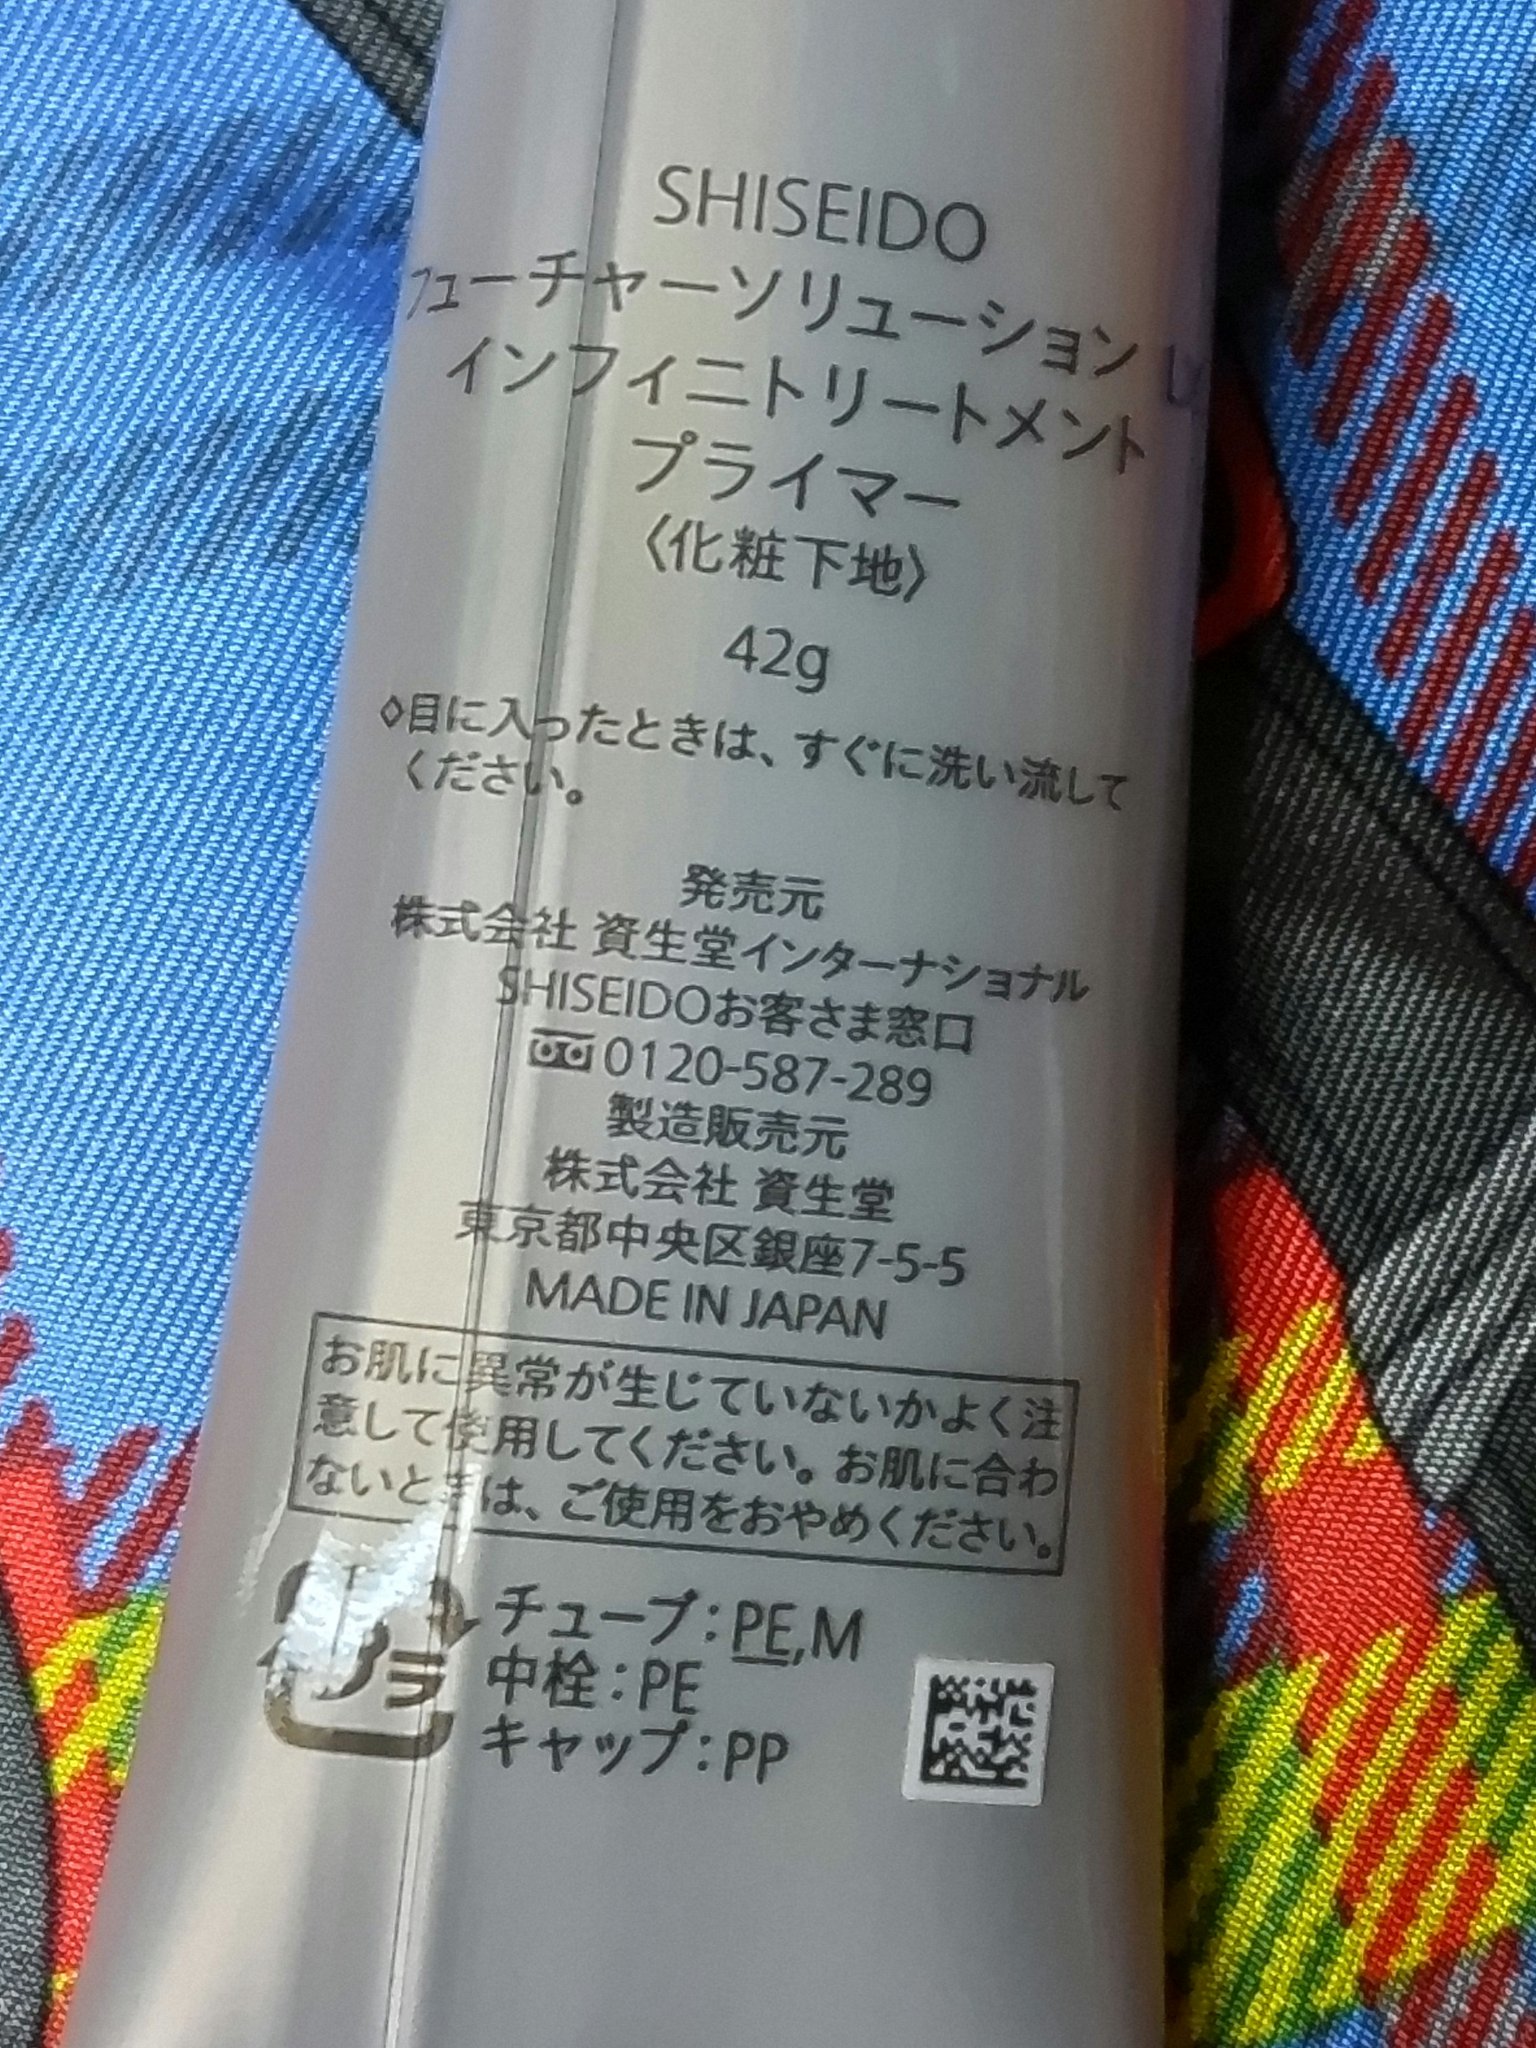 SHISEIDO
フューチャーソリューション LX
インフィニトリートメント
プライマー
〈化粧下地〉
42g
◇目に入ったときは、すぐに洗い流して
ください。
発売元
株式会社 資生堂インターナショナル
SHISEIDOお客さま窓口
0120-587-289
製造販売元
株式会社 資生堂
東京都中央区銀座7-5-5
MADE IN JAPAN
お肌に異常が生じていないかよく注
意して使用してください。お肌に合わ
ないときは、ご使用をおやめください。
プラ
チューブ：PE,M
中栓：PE
キャップ：PP